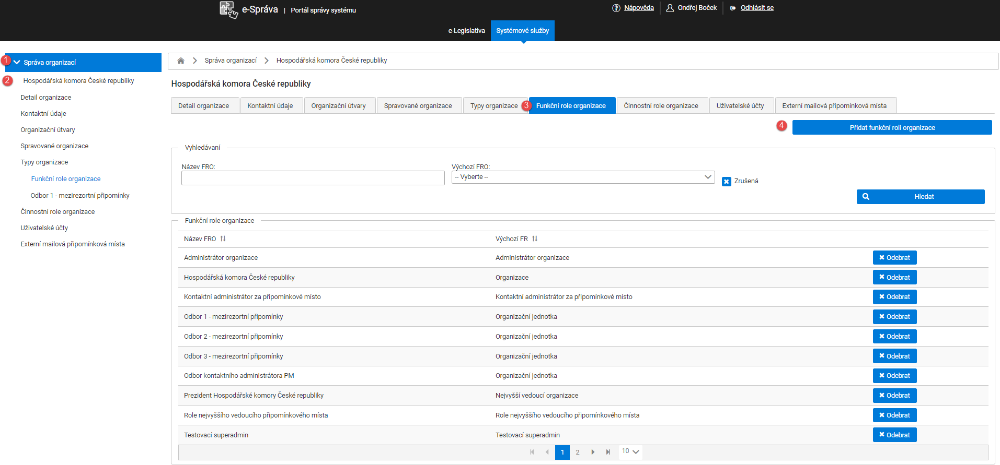 e-Správa | Portál správy systému
Nápověda
Ondřej Boček
Odhlásit se
e-Legislativa
Systémové služby
1
Správa organizací
2
Hospodářská komora České republiky
Detail organizace
Kontaktní údaje
Organizační útvary
Spravované organizace
Typy organizace
Funkční role organizace
Odbor 1 - mezirezortní připomínky
Činnostní role organizace
Uživatelské účty
Externí mailová připomínková místa
Správa organizací
Hospodářská komora České republiky
Hospodářská komora České republiky
Detail organizace
Kontaktní údaje
Organizační útvary
Spravované organizace
Typy organizace
3
Funkční role organizace
Činnostní role organizace
Uživatelské účty
Externí mailová připomínková místa
4
Přidat funkční roli organizace
Vyhledávaní
Název FRO:
Výchozí FRO:
-- Vyberte --
Zrušená
Hledat
Funkční role organizace
Název FRO
Výchozí FR
Administrátor organizace
Administrátor organizace
Odebrat
Hospodářská komora České republiky
Organizace
Odebrat
Kontaktní administrátor za připomínkové místo
Kontaktní administrátor za připomínkové místo
Odebrat
Odbor 1 - mezirezortní připomínky
Organizační jednotka
Odebrat
Odbor 2 - mezirezortní připomínky
Organizační jednotka
Odebrat
Odbor 3 - mezirezortní připomínky
Organizační jednotka
Odebrat
Odbor kontaktního administrátora PM
Organizační jednotka
Odebrat
Prezident Hospodářské komory České republiky
Nejvyšší vedoucí organizace
Odebrat
Role nejvyššího vedoucího připomínkového místa
Role nejvyššího vedoucího připomínkového místa
Odebrat
Testovací superadmin
Testovací superadmin
Odebrat
1
2
10